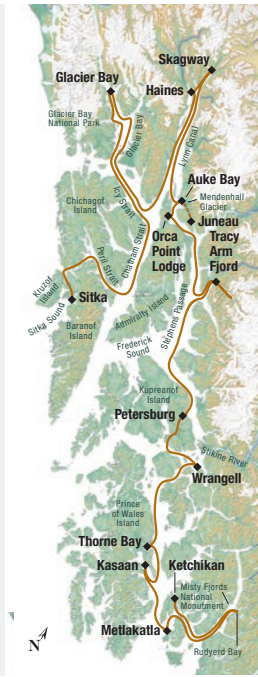 Skagway
Glacier Bay
Haines
Glacier Bay
National Park
Glacier Bay
Lynn Canal
Auke Bay
Mendenhall
Glacier
Icy Strait
Chichagof
Island
Juneau
Orca
Point
Lodge
Tracy
Arm
Fjord
Chatham Strait
Peril Strait
Kruzof
Island
Sitka
Sitka Sound
Baranof
Island
Admiralty Island
Stephens Passage
Frederick
Sound
Kupreanof
Island
Petersburg
Stikine River
Wrangell
Prince
of Wales
Island
Thorne Bay
Kasaan
Ketchikan
Misty Fjords
National
Monutment
N
Metlakatla
Rudyerd Bay